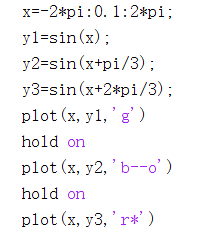 x=-2*pi:0.1:2*pi;
y1=sin(x);
y2=sin(x+pi/3);
y3=sin(x+2*pi/3);
plot(x,y1,'g')
hold on
plot(x,y2,'b--o')
hold on
plot(x,y3,'r*')